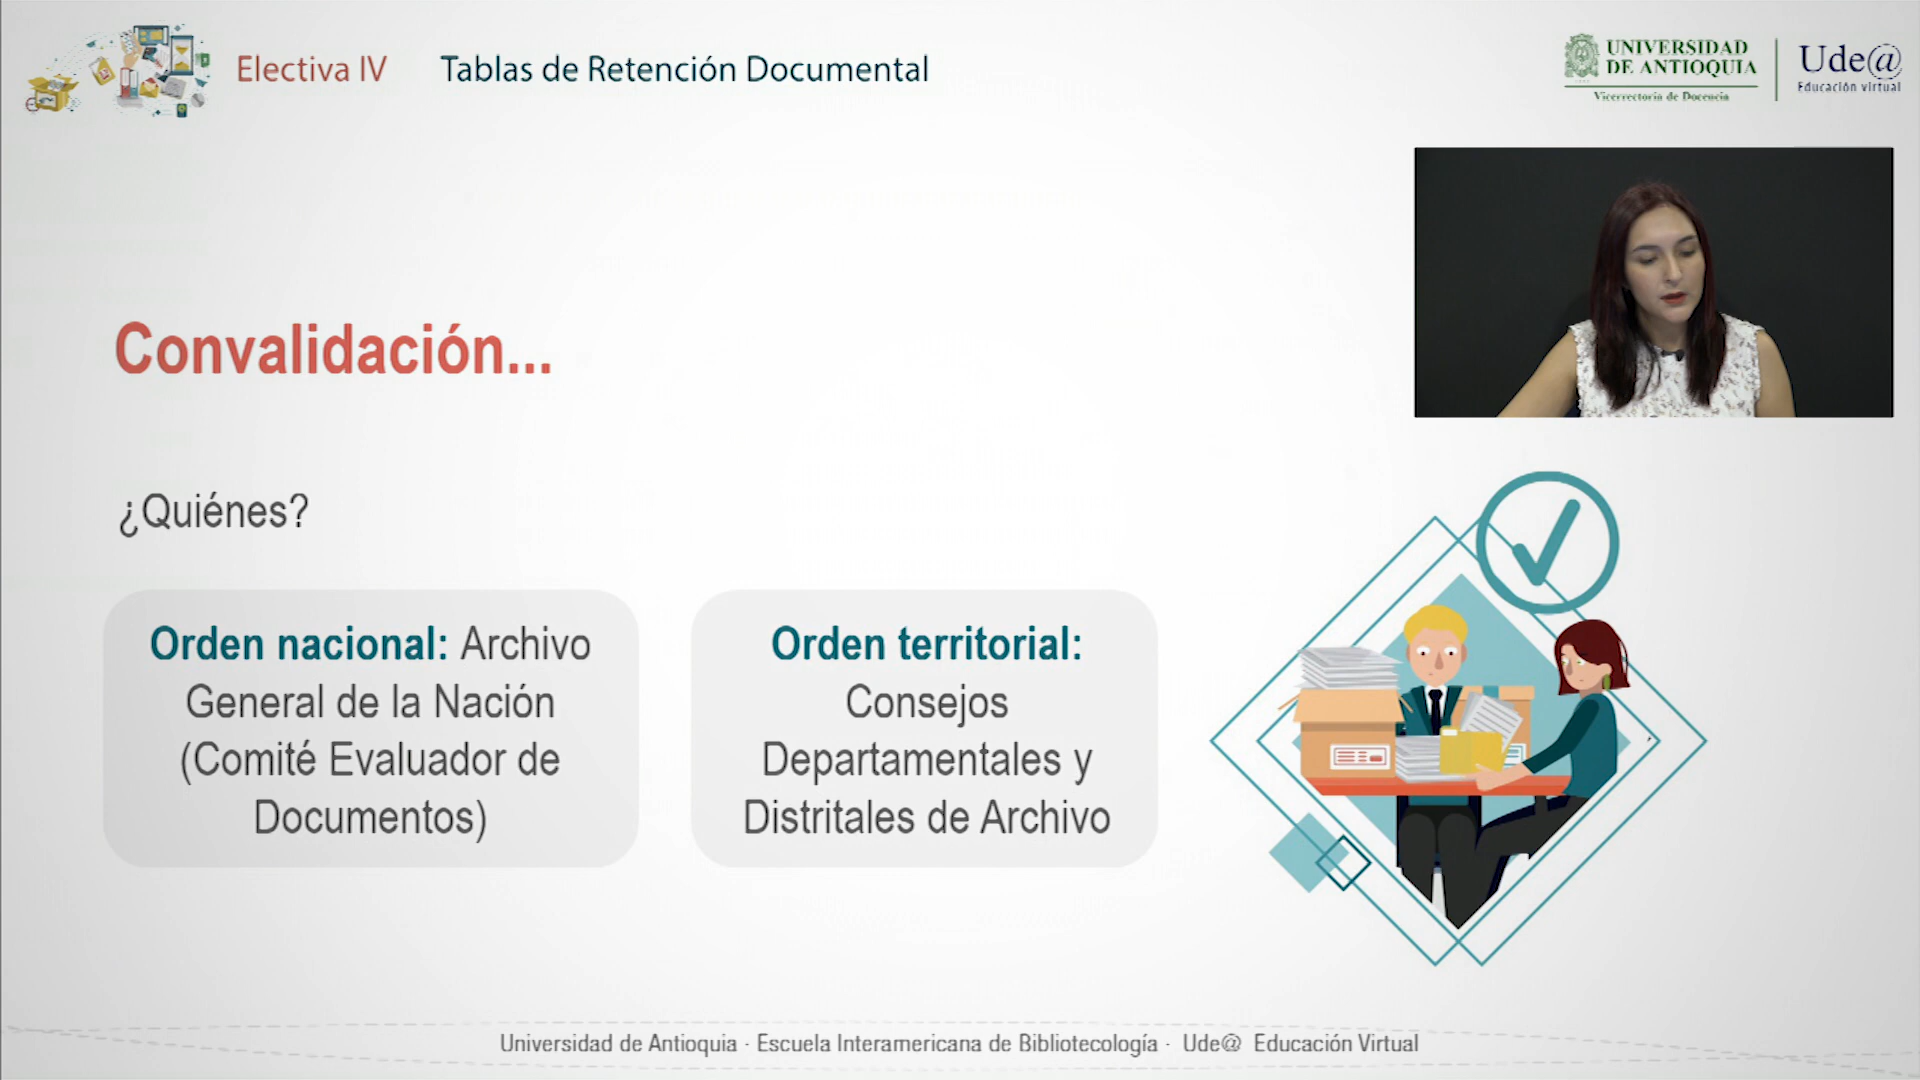 Electiva IV
Tablas de Retención Documental
UNIVERSIDAD
DE ANTIOQUIA
Vicerrectoría de Docencia
Ude@
Educación virtual
Convalidación...
¿Quiénes?
Orden nacional: Archivo
General de la Nación
(Comité Evaluador de
Documentos)
Orden territorial:
Consejos
Departamentales y
Distritales de Archivo
Universidad de Antioquia · Escuela Interamericana de Bibliotecología · Ude@ Educación Virtual